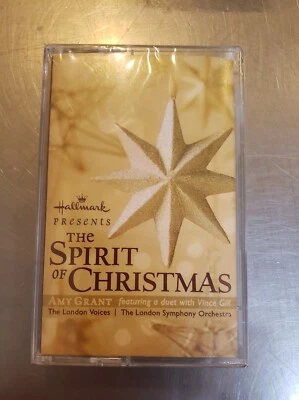 Hallmark
PRESENTS
THE
SPIRIT
OF CHRISTMAS
AMY GRANT featuring a duet with Vince Gill
The London Voices | The London Symphony Orchestra